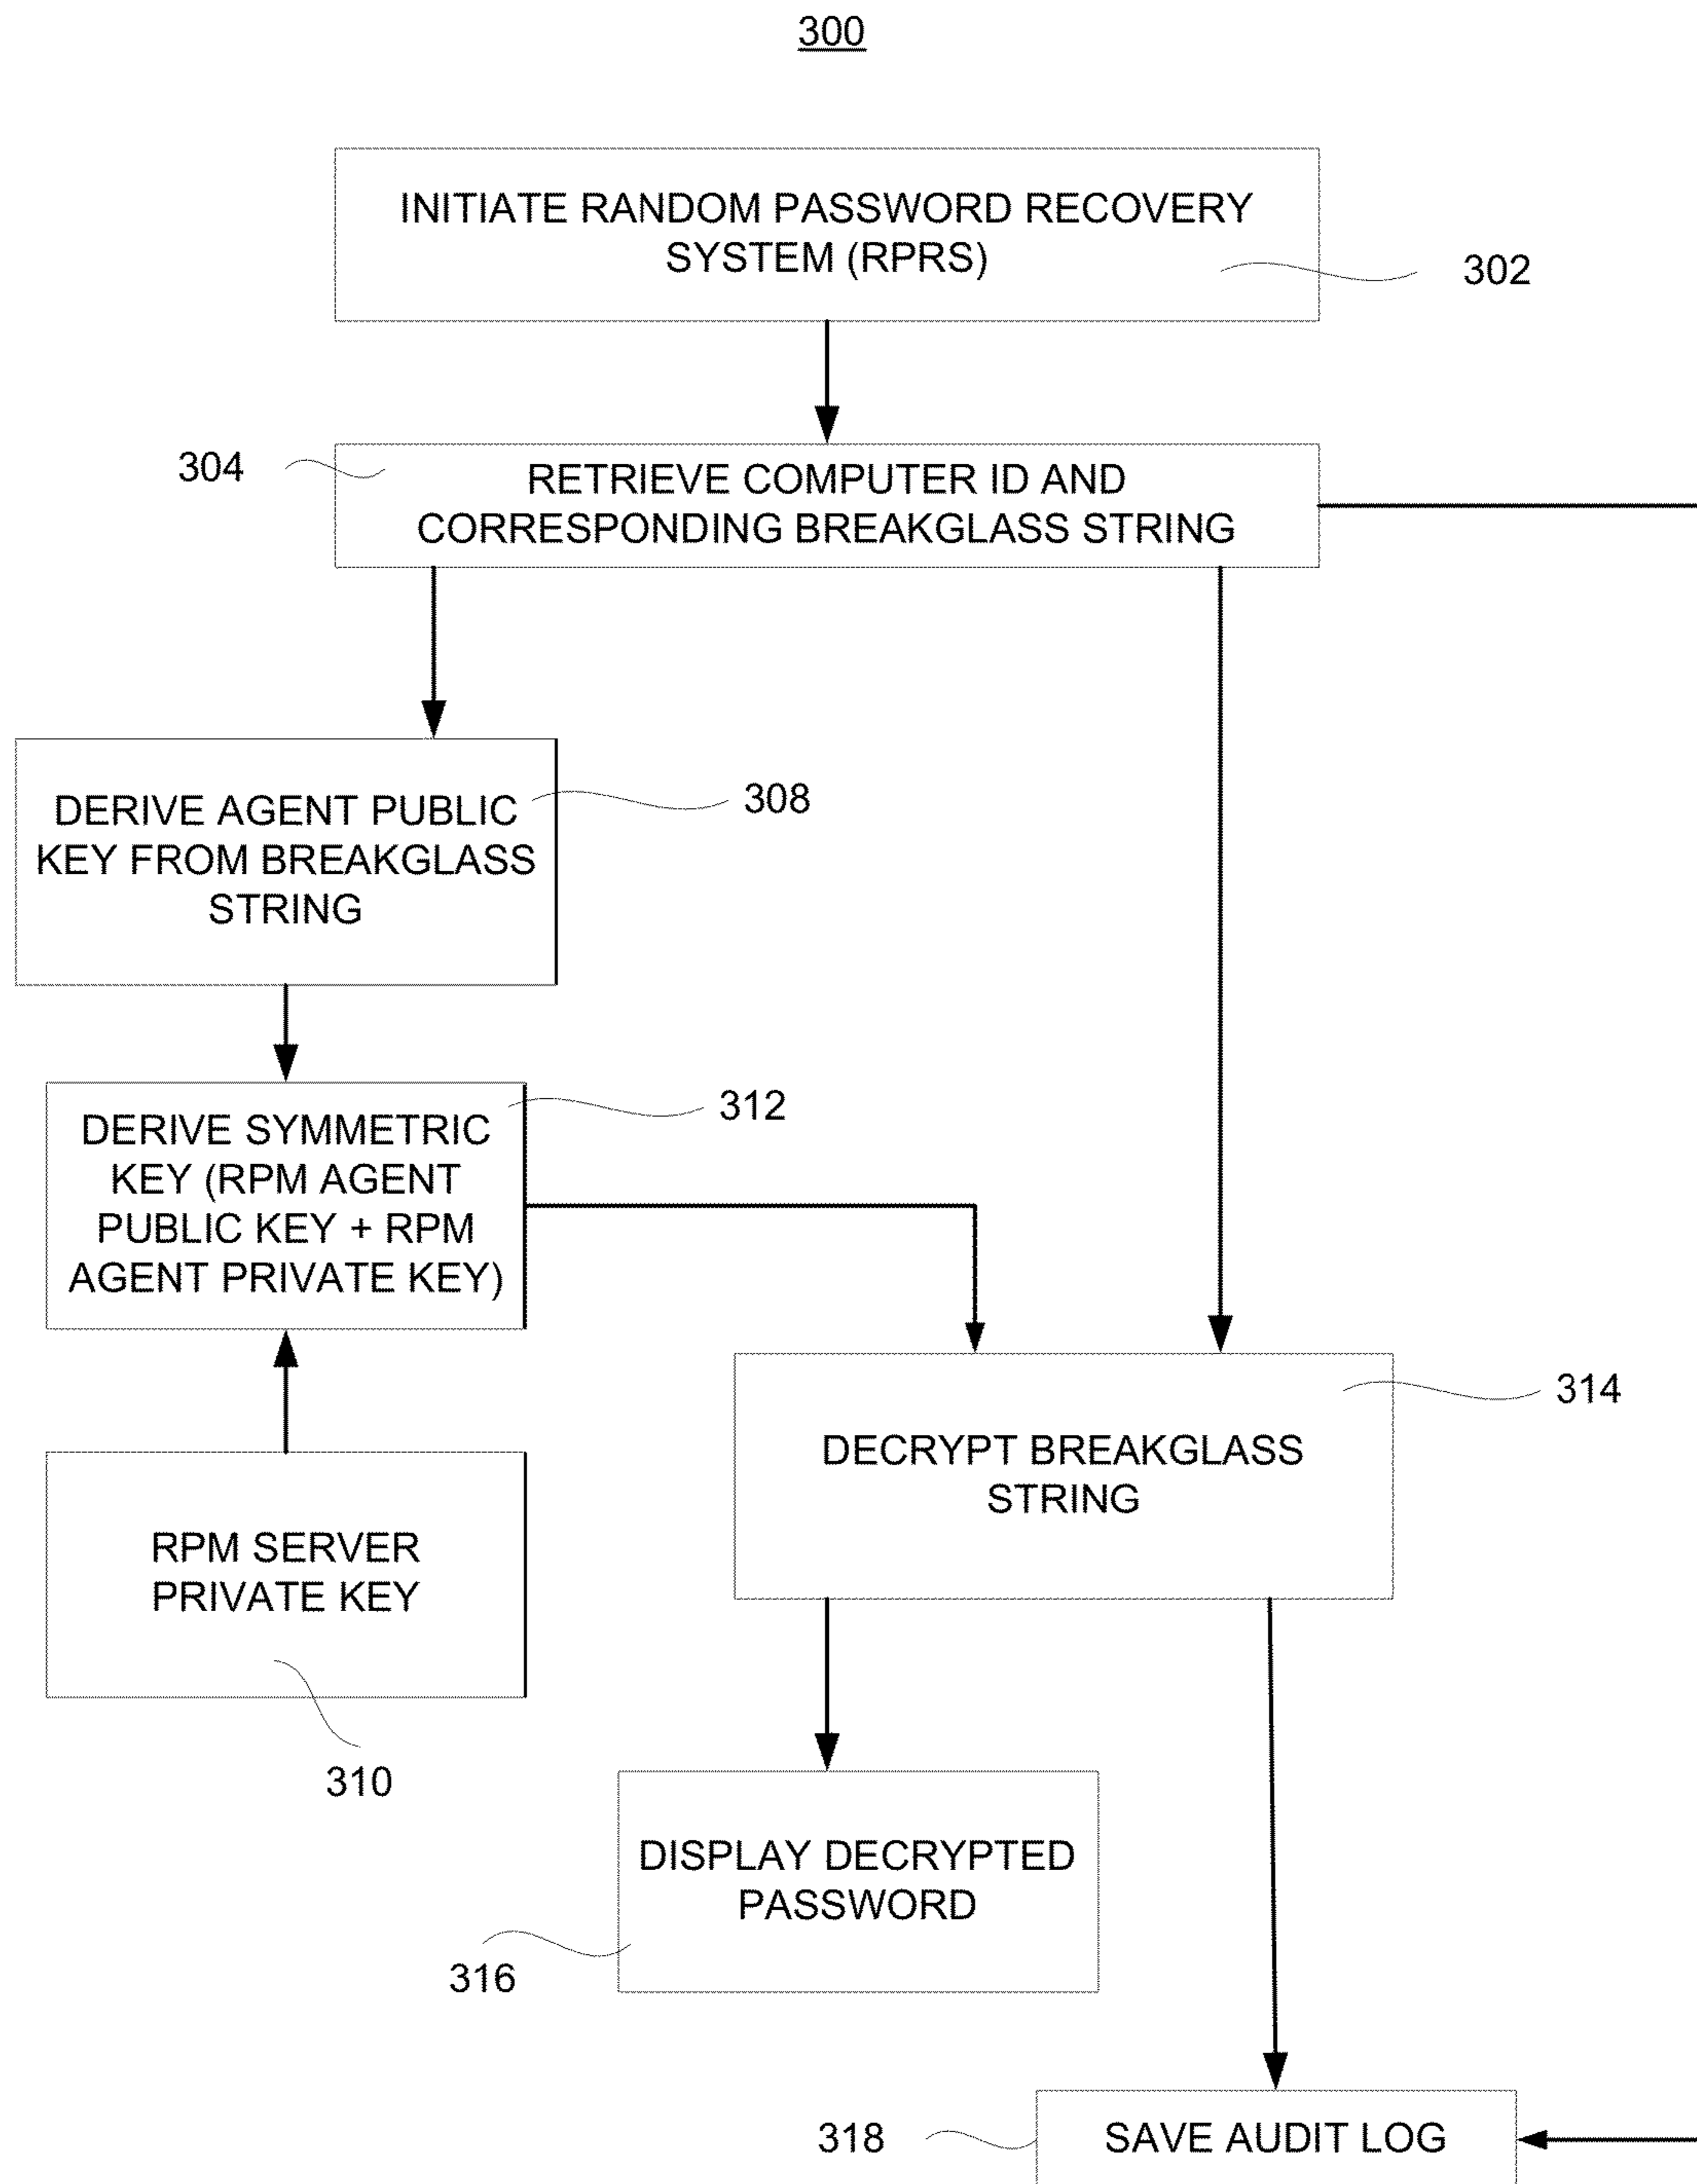 300
INITIATE RANDOM PASSWORD RECOVERY
SYSTEM (RPRS)
302
304
RETRIEVE COMPUTER ID AND
CORRESPONDING BREAKGLASS STRING
DERIVE AGENT PUBLIC
KEY FROM BREAKGLASS
STRING
308
DERIVE SYMMETRIC
KEY (RPM AGENT
PUBLIC KEY + RPM
AGENT PRIVATE KEY)
312
RPM SERVER
PRIVATE KEY
310
DECRYPT BREAKGLASS
STRING
314
DISPLAY DECRYPTED
PASSWORD
316
318
SAVE AUDIT LOG